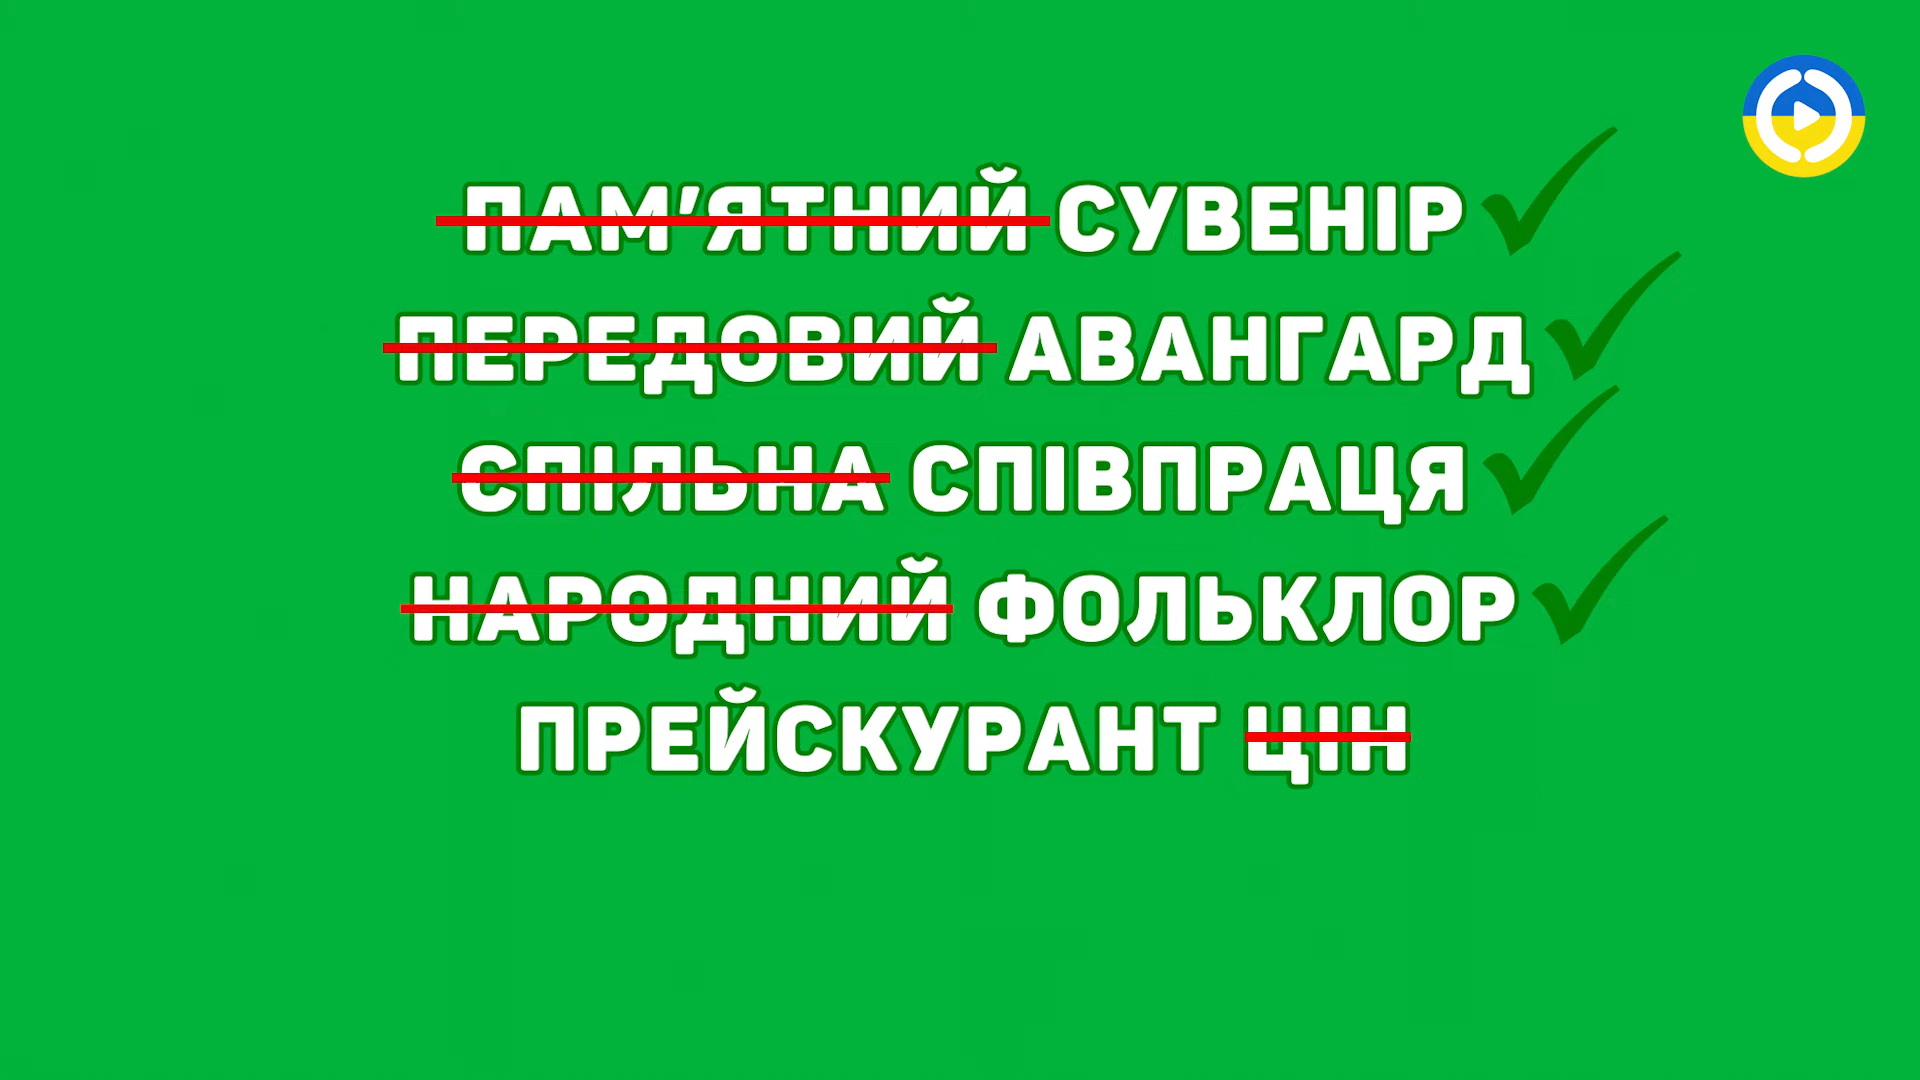 ПАМ’ЯТНИЙ СУВЕНІР
ПЕРЕДОВИЙ АВАНГАРД
СПІЛЬНА СПІВПРАЦЯ
НАРОДНИЙ ФОЛЬКЛОР
ПРЕЙСКУРАНТ ЦІН